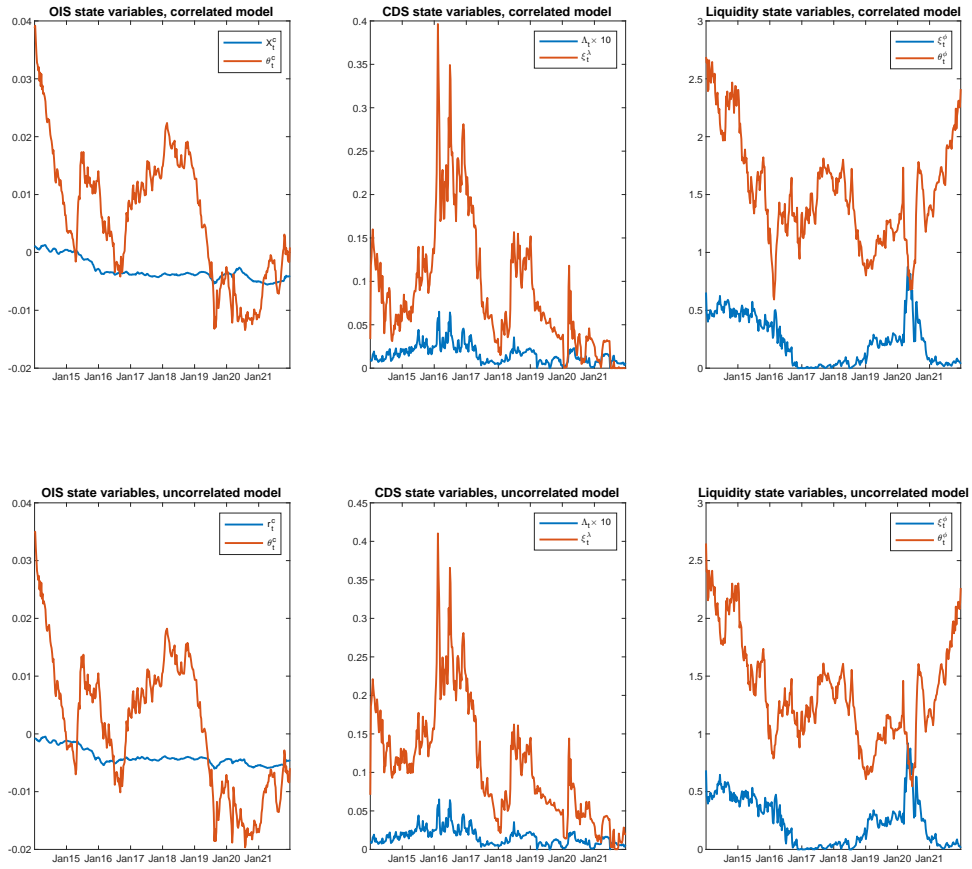 OIS state variables, correlated model
0.04
0.03
0.02
0.01
0
-0.01
-0.02
Jan15 Jan16 Jan17 Jan18 Jan19 Jan20 Jan21
X_t^c
θ_t^c
CDS state variables, correlated model
0.4
0.35
0.3
0.25
0.2
0.15
0.1
0.05
0
Jan15 Jan16 Jan17 Jan18 Jan19 Jan20 Jan21
Λ_t × 10
ξ_t^λ
Liquidity state variables, correlated model
3
2.5
2
1.5
1
0.5
0
Jan15 Jan16 Jan17 Jan18 Jan19 Jan20 Jan21
ξ_t^ϕ
θ_t^ϕ
OIS state variables, uncorrelated model
0.04
0.03
0.02
0.01
0
-0.01
-0.02
Jan15 Jan16 Jan17 Jan18 Jan19 Jan20 Jan21
r_t^c
θ_t^c
CDS state variables, uncorrelated model
0.45
0.4
0.35
0.3
0.25
0.2
0.15
0.1
0.05
0
Jan15 Jan16 Jan17 Jan18 Jan19 Jan20 Jan21
Λ_t × 10
ξ_t^λ
Liquidity state variables, uncorrelated model
3
2.5
2
1.5
1
0.5
0
Jan15 Jan16 Jan17 Jan18 Jan19 Jan20 Jan21
ξ_t^ϕ
θ_t^ϕ